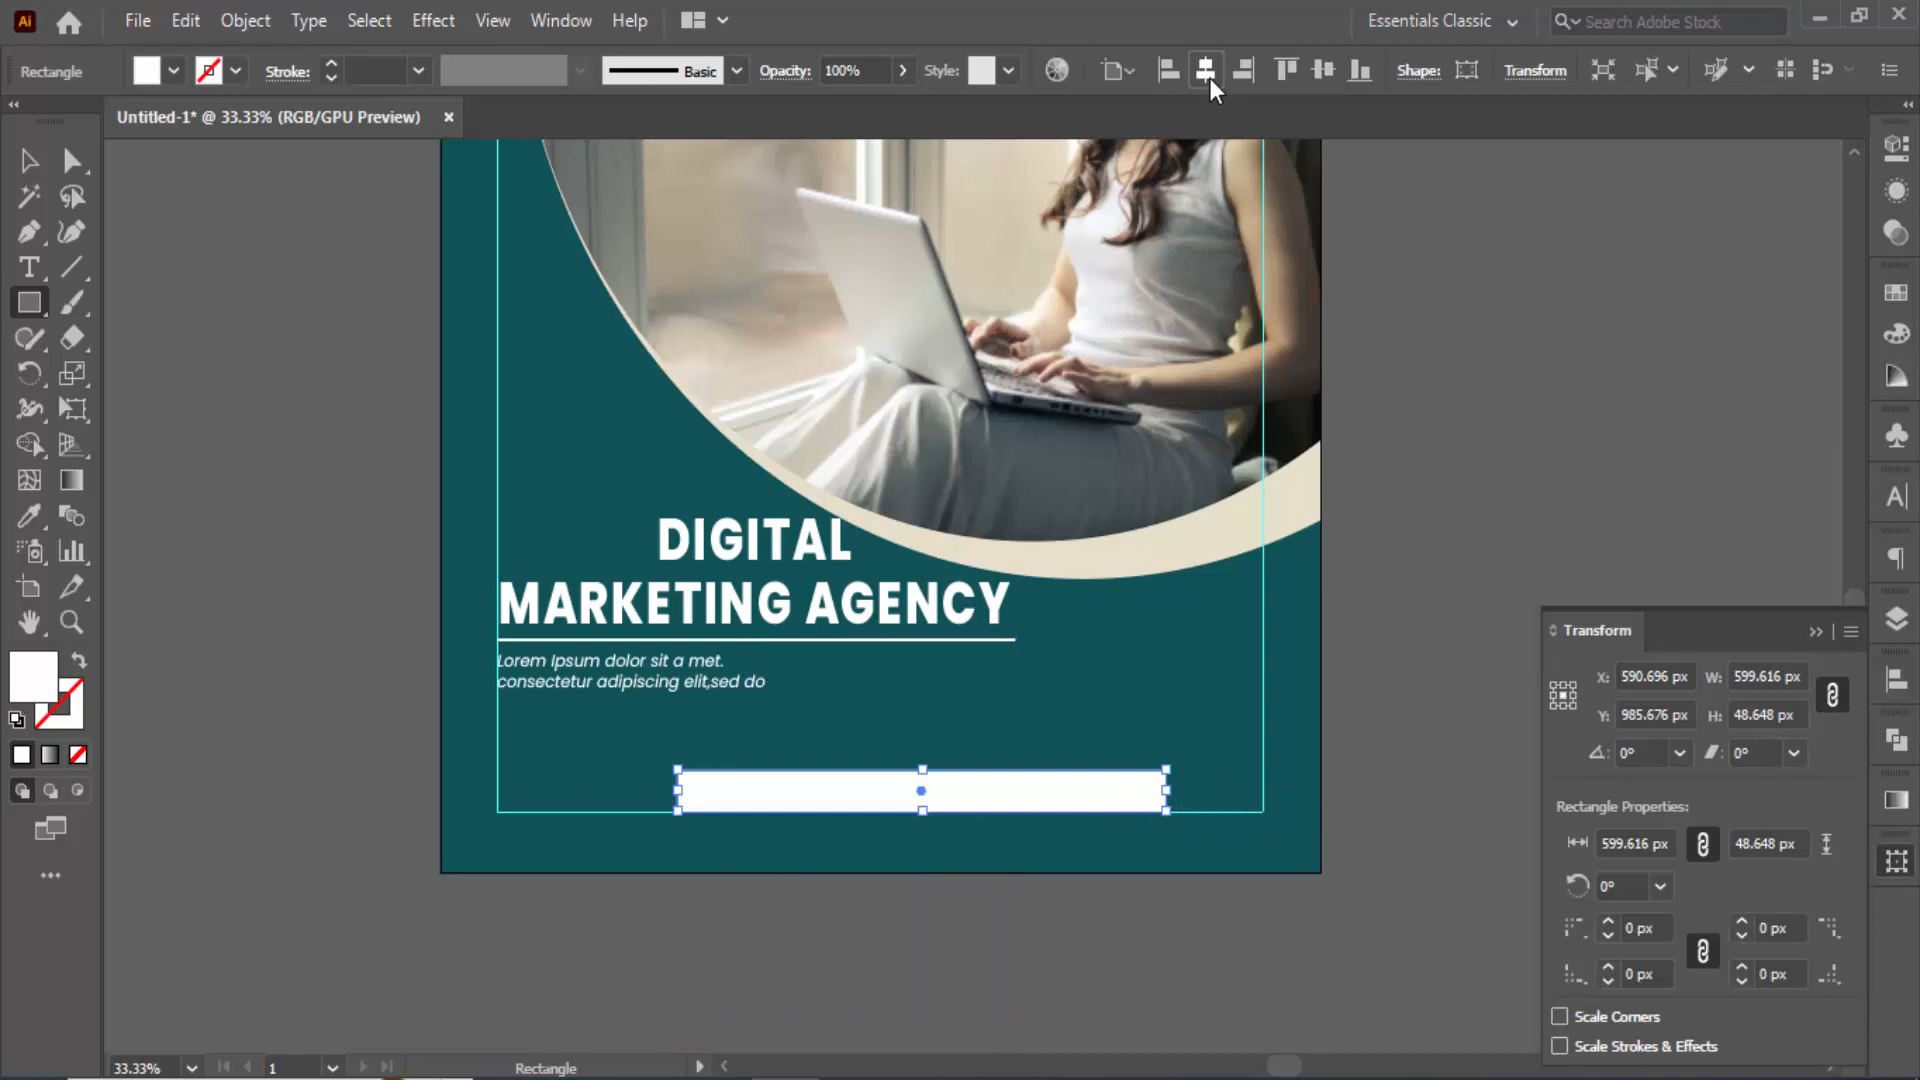 Ai File Edit Object Type Select Effect View Window Help Essentials Classic Search Adobe Stock
Rectangle Stroke: Basic Opacity: 100% Style: Shape: Transform
Untitled-1* @ 33.33% (RGB/GPU Preview) ×
DIGITAL
MARKETING AGENCY
Lorem Ipsum dolor sit a met.
consectetur adipiscing elit,sed do
Transform
X: 590.696 px W: 599.616 px
Y: 985.676 px H: 48.648 px
0° 0°
Rectangle Properties:
599.616 px 48.648 px
0°
0 px 0 px
0 px 0 px
Scale Corners
Scale Strokes & Effects
33.33% 1 Rectangle